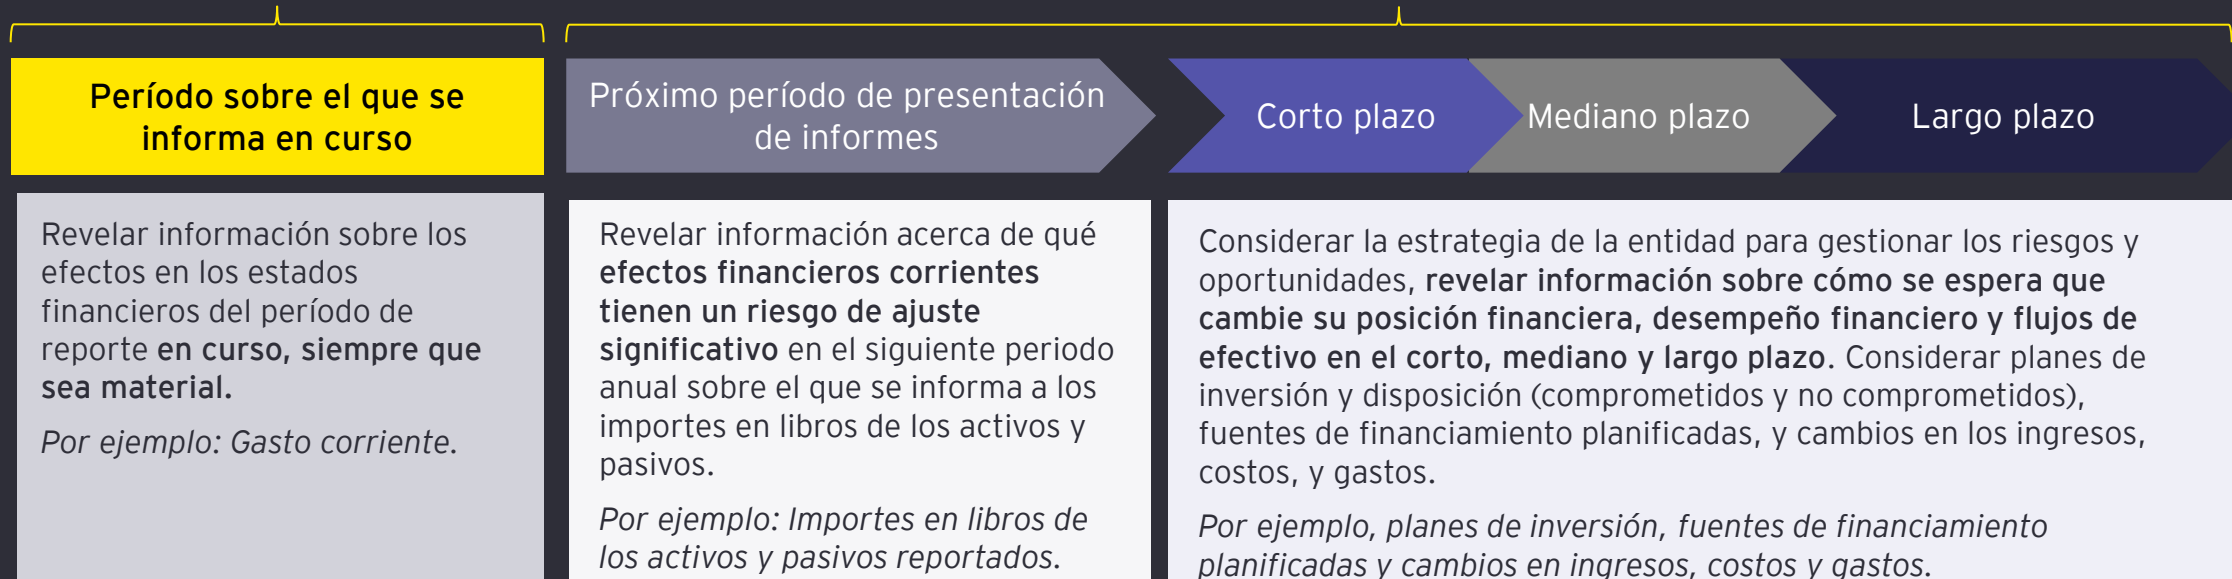 Período sobre el que se
informa en curso
Próximo período de presentación
de informes
Corto plazo
Mediano plazo
Largo plazo
Revelar información sobre los
efectos en los estados
financieros del período de
reporte en curso, siempre que
sea material.
Por ejemplo: Gasto corriente.
Revelar información acerca de qué
efectos financieros corrientes
tienen un riesgo de ajuste
significativo en el siguiente periodo
anual sobre el que se informa a los
importes en libros de los activos y
pasivos.
Por ejemplo: Importes en libros de
los activos y pasivos reportados.
Considerar la estrategia de la entidad para gestionar los riesgos y
oportunidades, revelar información sobre cómo se espera que
cambie su posición financiera, desempeño financiero y flujos de
efectivo en el corto, mediano y largo plazo. Considerar planes de
inversión y disposición (comprometidos y no comprometidos),
fuentes de financiamiento planificadas, y cambios en los ingresos,
costos, y gastos.
Por ejemplo, planes de inversión, fuentes de financiamiento
planificadas y cambios en ingresos, costos y gastos.